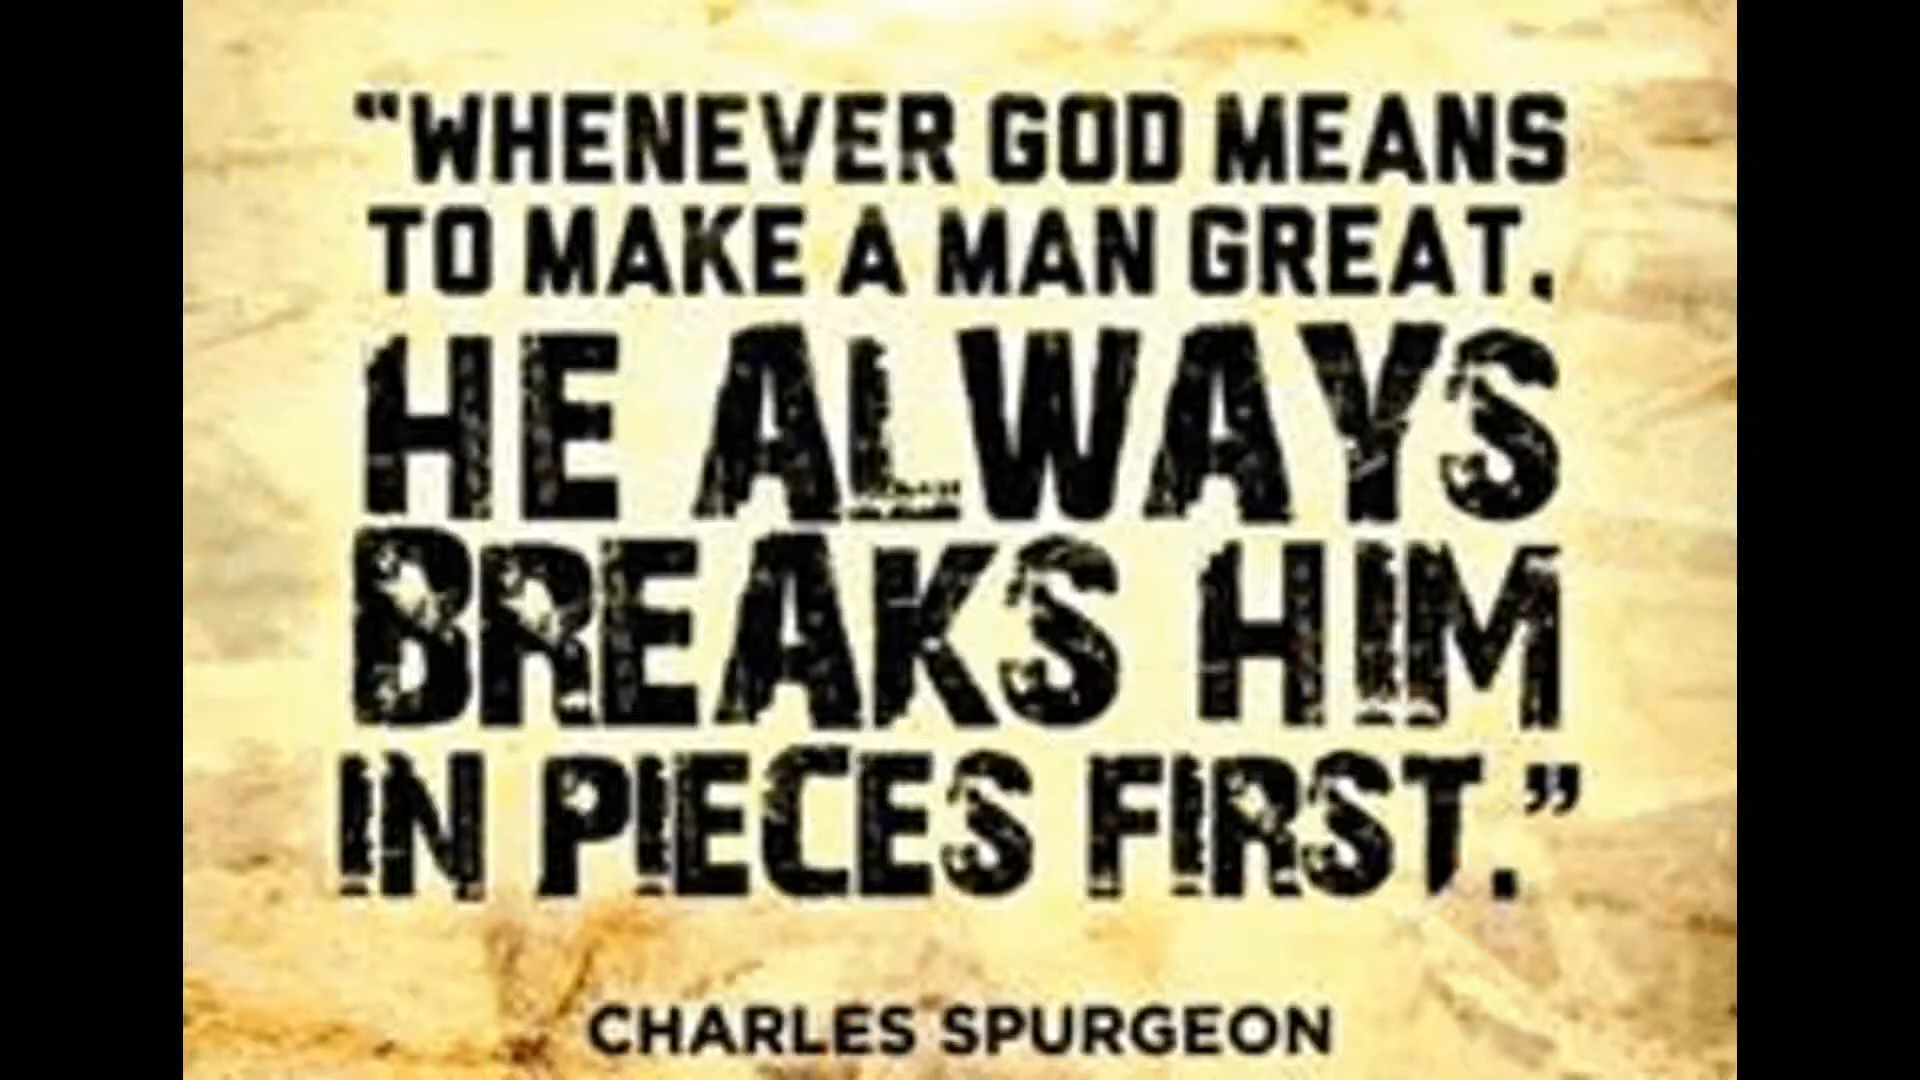 “WHENEVER GOD MEANS
TO MAKE A MAN GREAT,
HE ALWAYS
BREAKS HIM
IN PIECES FIRST.”
CHARLES SPURGEON